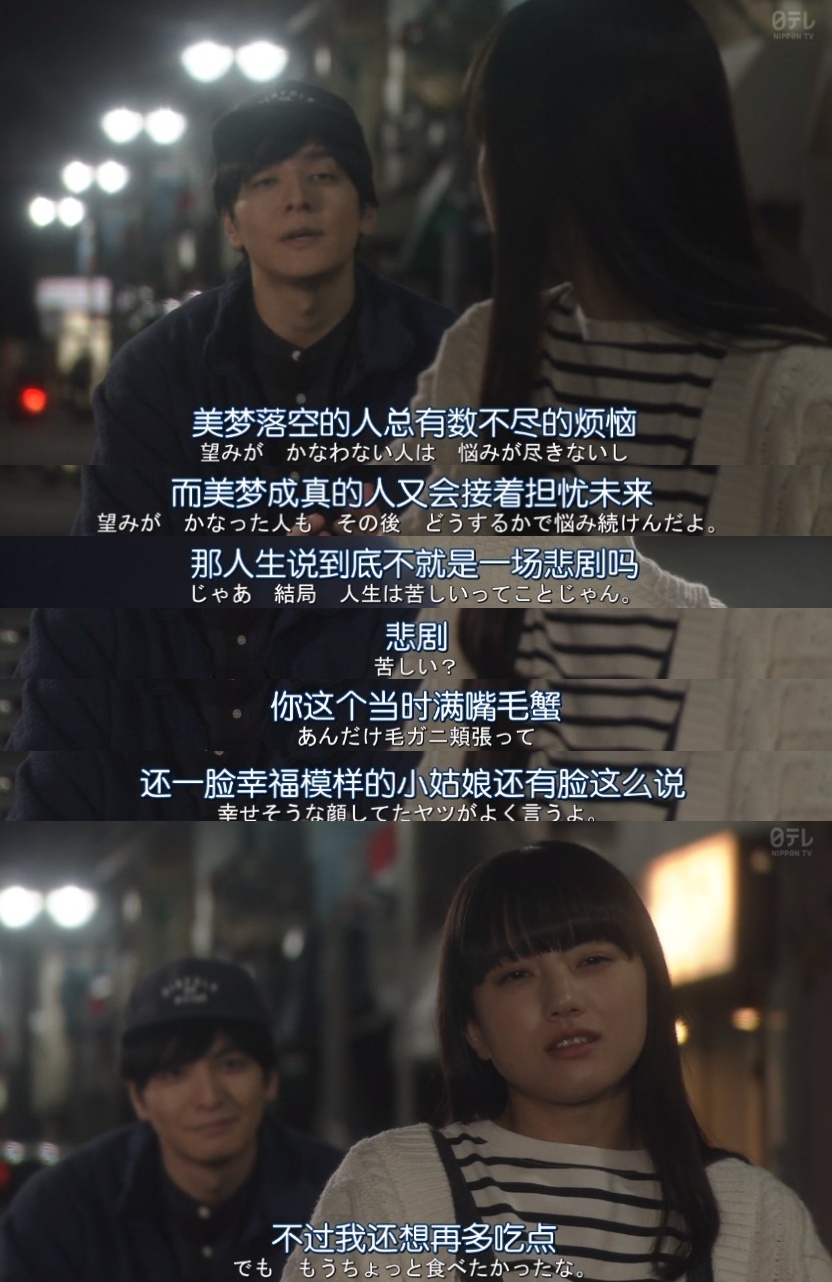 日テレ
NIPPON TV
美梦落空的人总有数不尽的烦恼
望みが かなわない人は 悩みが尽きないし
而美梦成真的人又会接着担忧未来
望みが かなった人も その後 どうするかで悩み続けんだよ。
那人生说到底不就是一场悲剧吗
じゃあ 結局 人生は苦しいってことじゃん。
悲剧
苦しい？
你这个当时满嘴毛蟹
あんだけ毛ガニ頬張って
还一脸幸福模样的小姑娘还有脸这么说
幸せそうな顔してたヤツがよく言うよ。
日テレ
NIPPON TV
不过我还想再多吃点
でも もうちょっと食べたかったな。